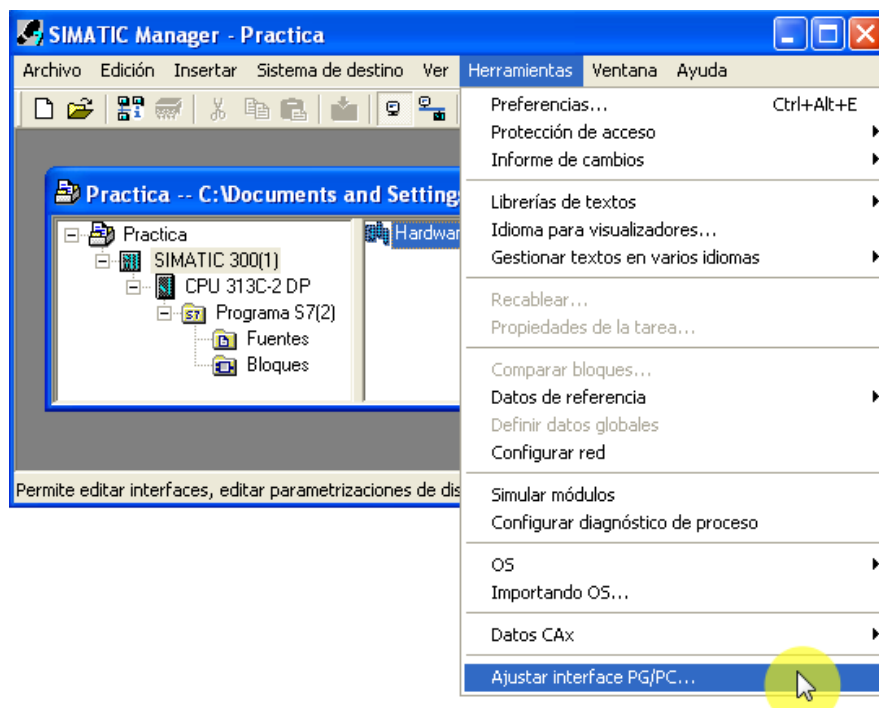 SIMATIC Manager - Practica
Archivo Edición Insertar Sistema de destino Ver Herramientas Ventana Ayuda
Practica -- C:\Documents and Setting
Practica
SIMATIC 300(1)
CPU 313C-2 DP
S7 Programa S7(2)
Fuentes
Bloques
Hardwar
Permite editar interfaces, editar parametrizaciones de dis
Preferencias... Ctrl+Alt+E
Protección de acceso
Informe de cambios
Librerías de textos
Idioma para visualizadores...
Gestionar textos en varios idiomas
Recablear...
Propiedades de la tarea...
Comparar bloques...
Datos de referencia
Definir datos globales
Configurar red
Simular módulos
Configurar diagnóstico de proceso
OS
Importando OS...
Datos CAx
Ajustar interface PG/PC...